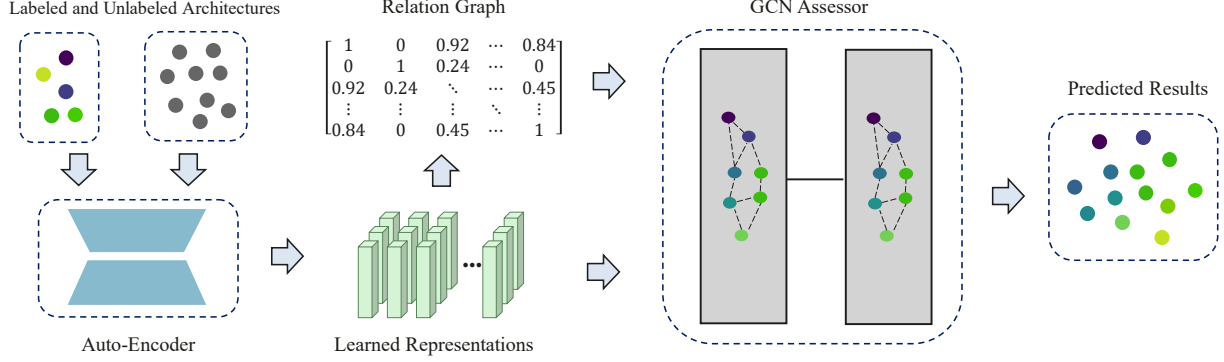 Labeled and Unlabeled Architectures
Relation Graph
GCN Assessor
1 0 0.92 ⋯ 0.84
0 1 0.24 ⋯ 0
0.92 0.24 ⋱ ⋯ 0.45
⋮ ⋮ ⋮ ⋱ ⋮
0.84 0 0.45 ⋯ 1
Predicted Results
Auto-Encoder
Learned Representations